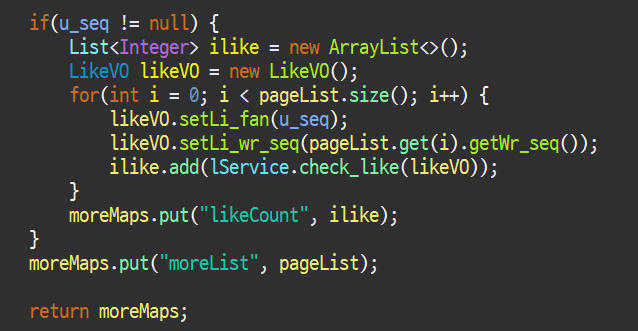 if(u_seq != null) {
List<Integer> ilike = new ArrayList<>();
LikeVO likeVO = new LikeVO();
for(int i = 0; i < pageList.size(); i++) {
likeVO.setLi_fan(u_seq);
likeVO.setLi_wr_seq(pageList.get(i).getWr_seq());
ilike.add(lService.check_like(likeVO));
}
moreMaps.put("likeCount", ilike);
}
moreMaps.put("moreList", pageList);
return moreMaps;